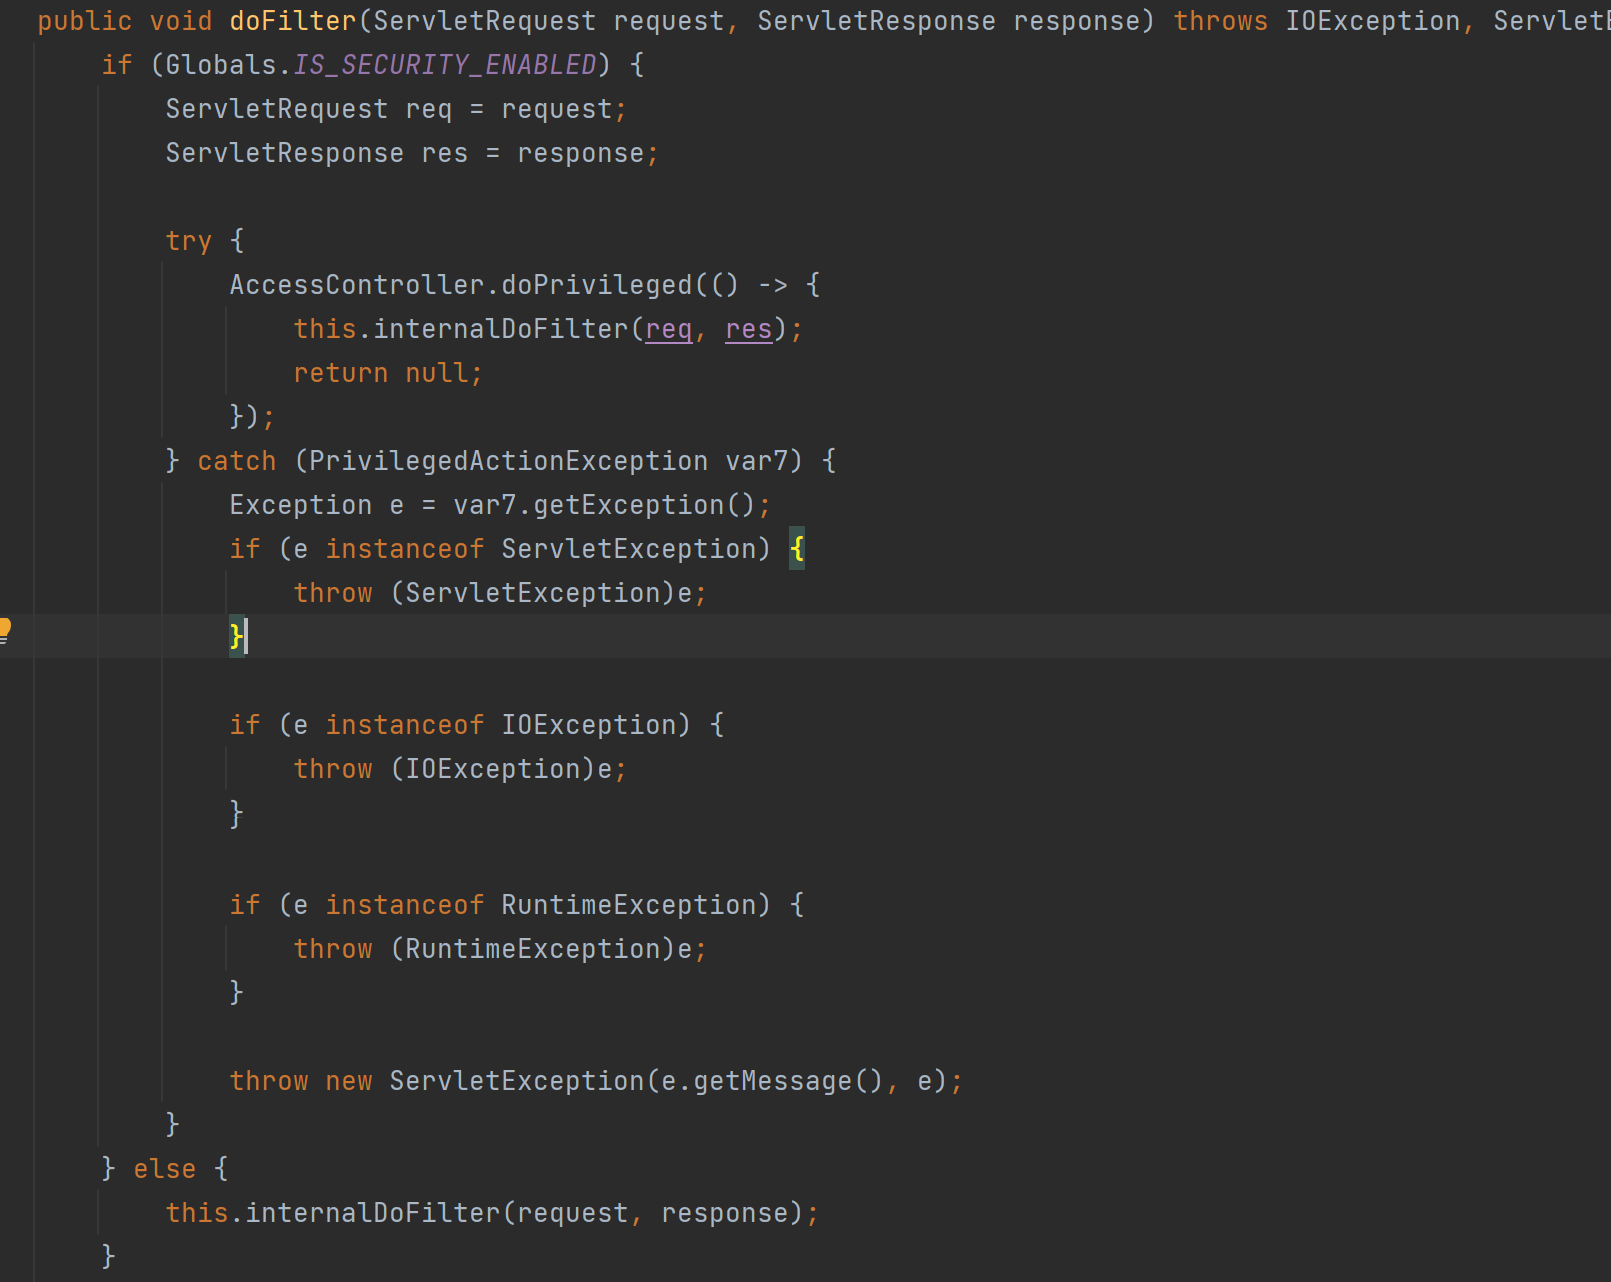 public void doFilter(ServletRequest request, ServletResponse response) throws IOException, Servlet
if (Globals.IS_SECURITY_ENABLED) {
ServletRequest req = request;
ServletResponse res = response;
try {
AccessController.doPrivileged(() -> {
this.internalDoFilter(req, res);
return null;
});
} catch (PrivilegedActionException var7) {
Exception e = var7.getException();
if (e instanceof ServletException) {
throw (ServletException)e;
}
if (e instanceof IOException) {
throw (IOException)e;
}
if (e instanceof RuntimeException) {
throw (RuntimeException)e;
}
throw new ServletException(e.getMessage(), e);
}
} else {
this.internalDoFilter(request, response);
}